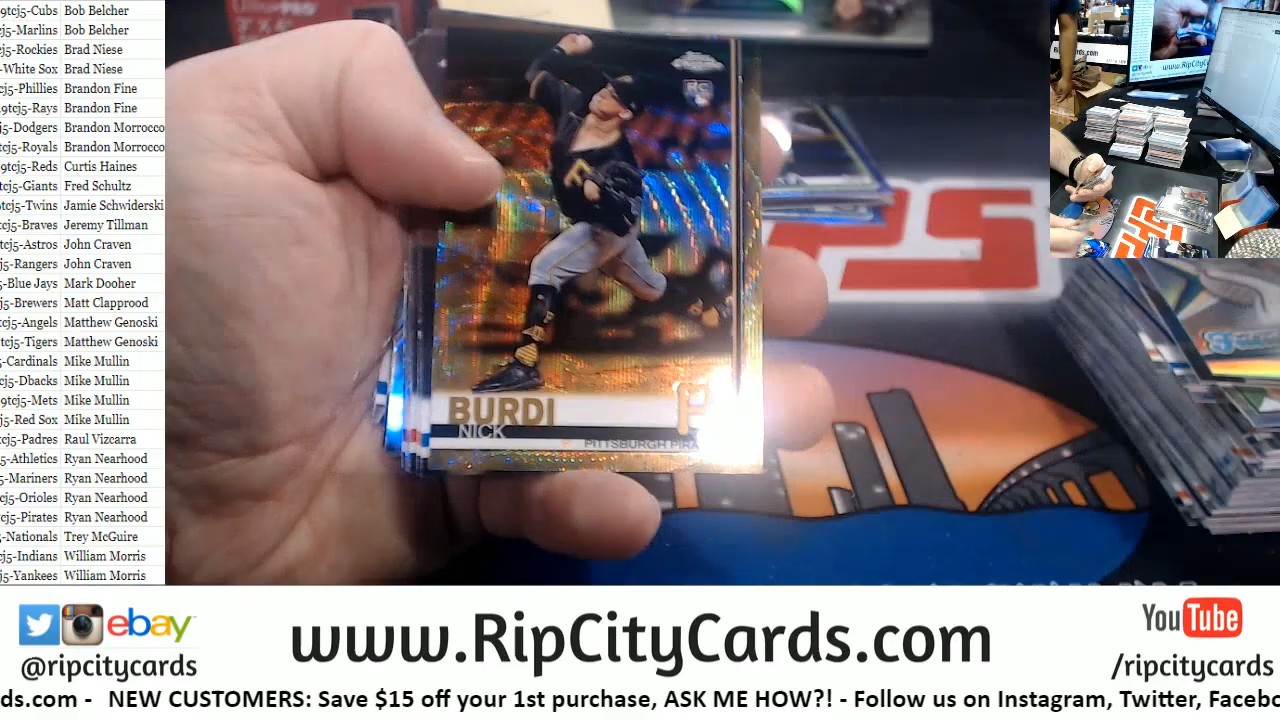 9tcj5-Cubs Bob Belcher
cj5-Marlins Bob Belcher
cj5-Rockies Brad Niese
-White Sox Brad Niese
cj5-Phillies Brandon Fine
9tcj5-Rays Brandon Fine
j5-Dodgers Brandon Morrocco
tcj5-Royals Brandon Morrocco
9tcj5-Reds Curtis Haines
tcj5-Giants Fred Schultz
tcj5-Twins Jamie Schwiderski
tcj5-Braves Jeremy Tillman
tcj5-Astros John Craven
cj5-Rangers John Craven
j5-Blue Jays Mark Dooher
j5-Brewers Matt Clapprood
tcj5-Angels Matthew Genoski
tcj5-Tigers Matthew Genoski
5-Cardinals Mike Mullin
cj5-Dbacks Mike Mullin
9tcj5-Mets Mike Mullin
j5-Red Sox Mike Mullin
cj5-Padres Raul Vizcarra
5-Athletics Ryan Nearhood
-Mariners Ryan Nearhood
cj5-Orioles Ryan Nearhood
cj5-Pirates Ryan Nearhood
-Nationals Trey McGuire
cj5-Indians William Morris
j5-Yankees William Morris
RC
BURDI
NICK
PITTSBURGH PIRA
P
ebay
@ripcitycards
www.RipCityCards.com
YouTube
/ripcitycards
ds.com - NEW CUSTOMERS: Save $15 off your 1st purchase, ASK ME HOW?! - Follow us on Instagram, Twitter, Facebo